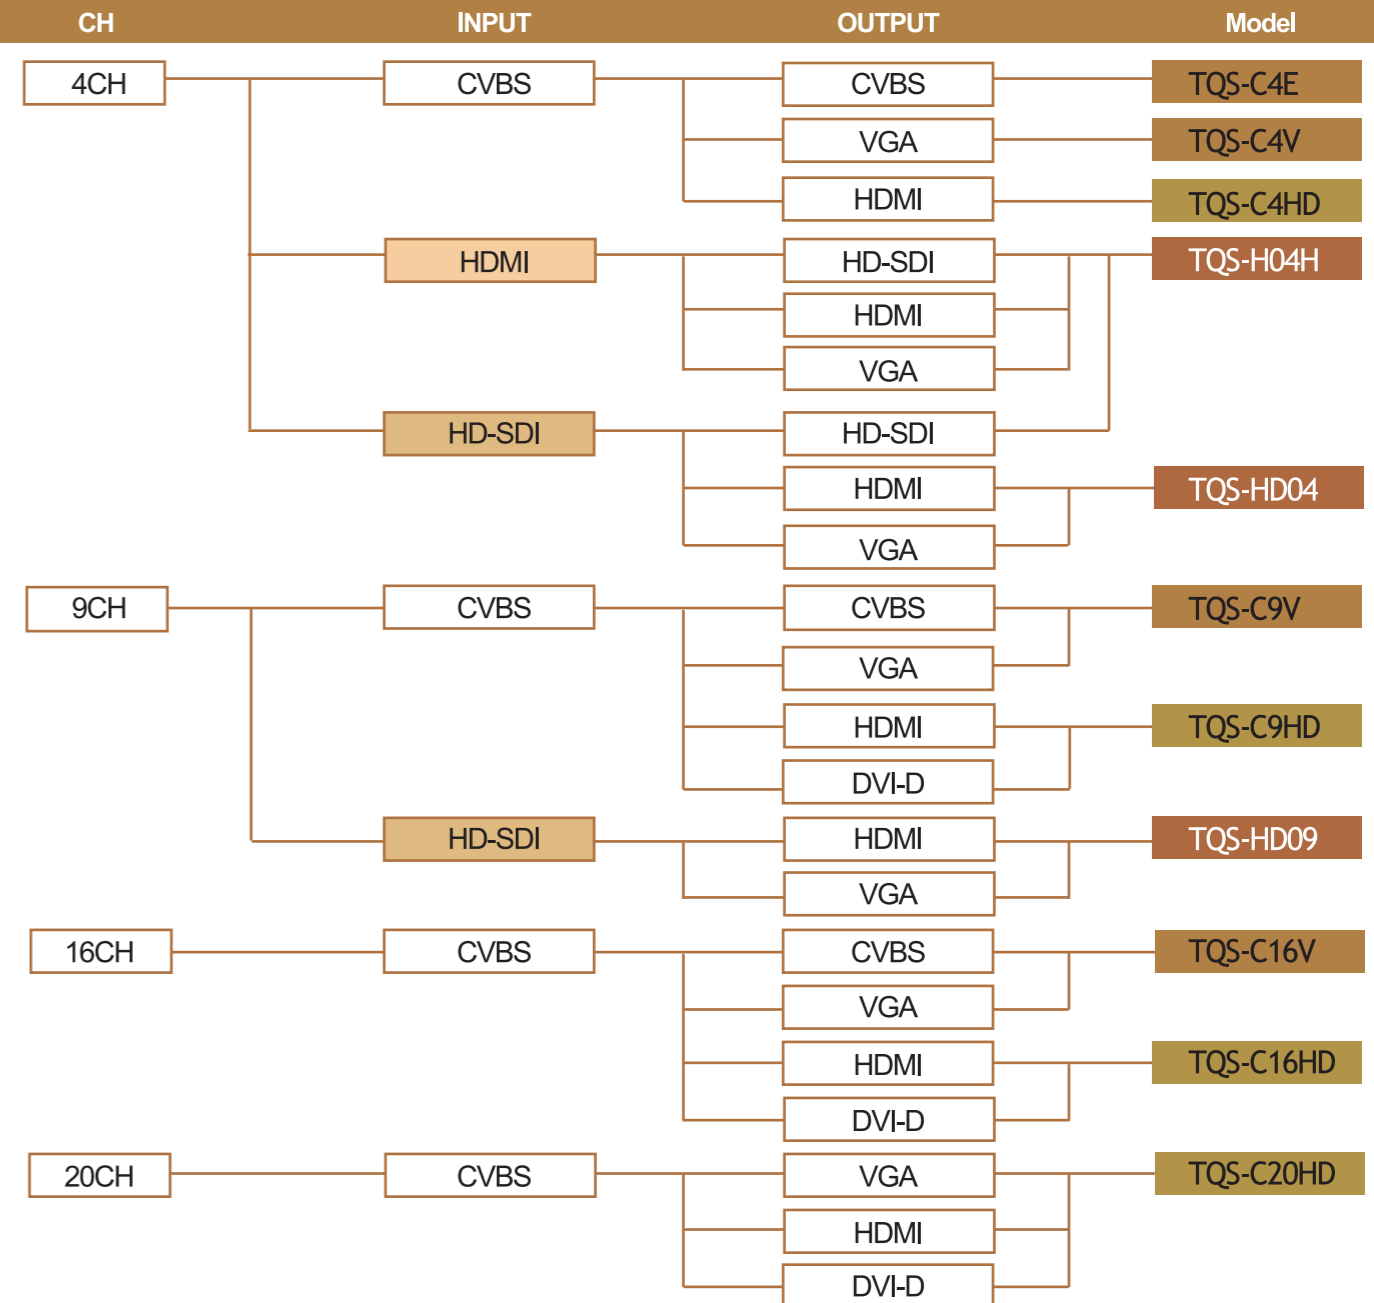 CH INPUT OUTPUT Model
4CH CVBS CVBS TQS-C4E
VGA TQS-C4V
HDMI TQS-C4HD
HDMI HD-SDI TQS-H04H
HDMI
VGA
HD-SDI HD-SDI
HDMI TQS-HD04
VGA
9CH CVBS CVBS TQS-C9V
VGA
HDMI TQS-C9HD
DVI-D
HD-SDI HDMI TQS-HD09
VGA
16CH CVBS CVBS TQS-C16V
VGA
HDMI TQS-C16HD
DVI-D
20CH CVBS VGA TQS-C20HD
HDMI
DVI-D